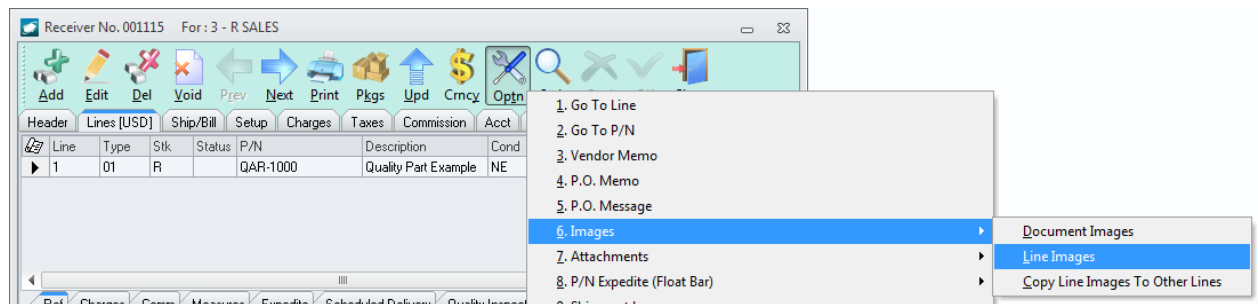 Receiver No. 001115 For : 3 - R SALES
Add Edit Del Void Prev Next Print Pkgs Upd Crncy Optn
Header Lines [USD] Ship/Bill Setup Charges Taxes Commission Acct
Line Type Stk Status P/N Description Cond
1 01 R QAR-1000 Quality Part Example NE
1. Go To Line
2. Go To P/N
3. Vendor Memo
4. P.O. Memo
5. P.O. Message
6. Images
7. Attachments
8. P/N Expedite (Float Bar)
Document Images
Line Images
Copy Line Images To Other Lines
Ref Charges Comm Measures Expedite Scheduled Delivery Quality